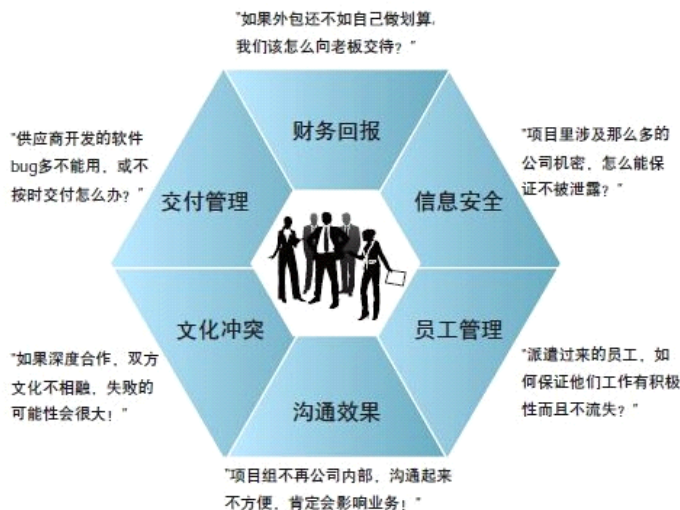 "如果外包还不如自己做划算,
我们该怎么向老板交待？"
财务回报
"供应商开发的软件
bug多不能用，或不
按时交付怎么办？"
交付管理
"项目里涉及那么多的
公司机密，怎么能保
证不被泄露？"
信息安全
文化冲突
"如果深度合作，双方
文化不相融，失败的
可能性会很大！"
员工管理
"派遣过来的员工，如
何保证他们工作有积极
性而且不流失？"
沟通效果
"项目组不再公司内部，沟通起来
不方便，肯定会影响业务！"